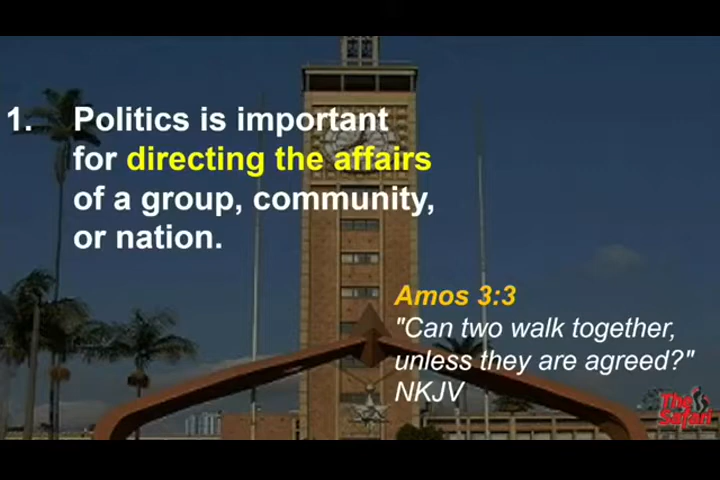 1. Politics is important
for directing the affairs
of a group, community,
or nation.
Amos 3:3
"Can two walk together,
unless they are agreed?"
NKJV
The
Safari